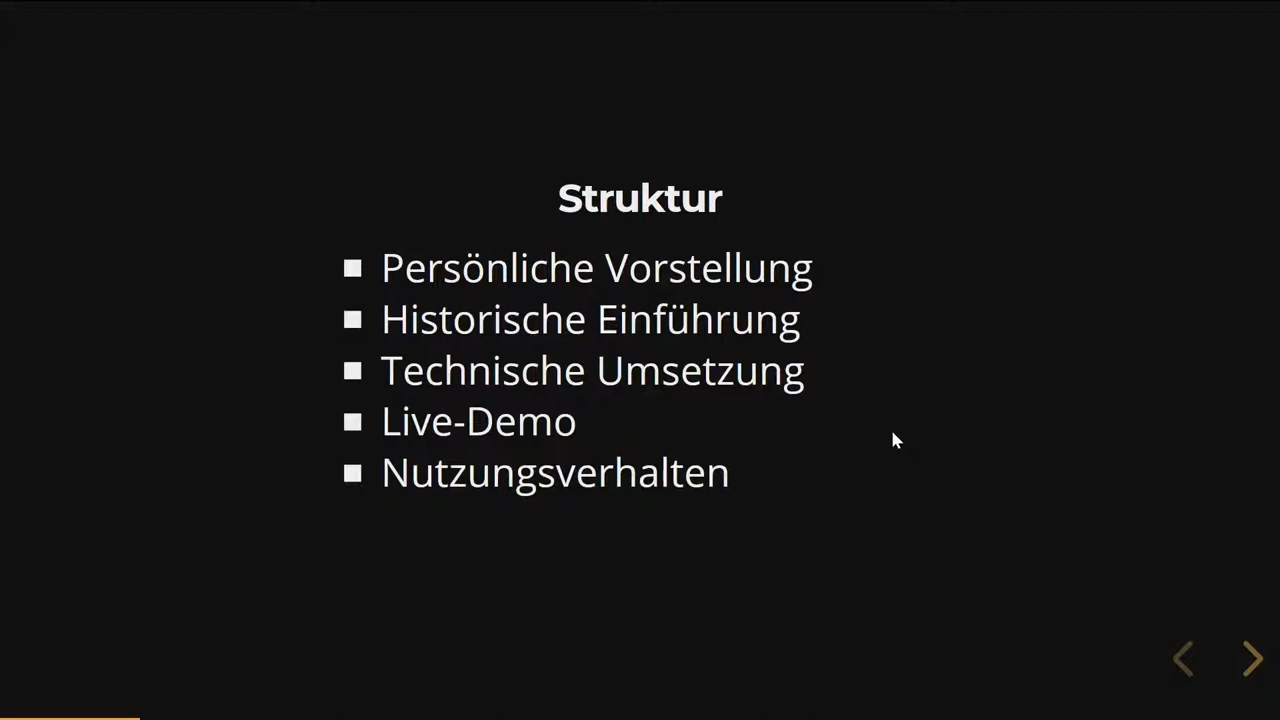 Struktur
Persönliche Vorstellung
Historische Einführung
Technische Umsetzung
Live-Demo
Nutzungsverhalten